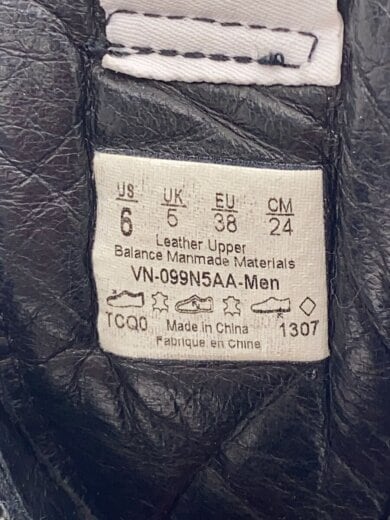 US UK EU CM
6 5 38 24
Leather Upper
Balance Manmade Materials
VN-099N5AA-Men
TCQ0 Made in China 1307
Fabrique en Chine